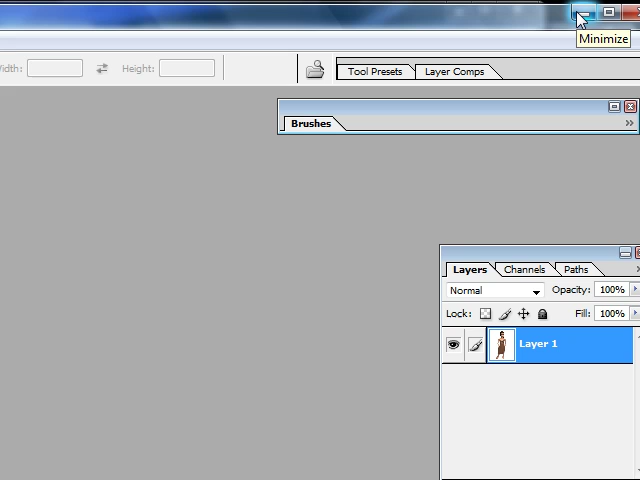 Minimize
Width:
Height:
Tool Presets
Layer Comps
Brushes
Layers
Channels
Paths
Normal
Opacity: 100%
Lock:
Fill: 100%
Layer 1